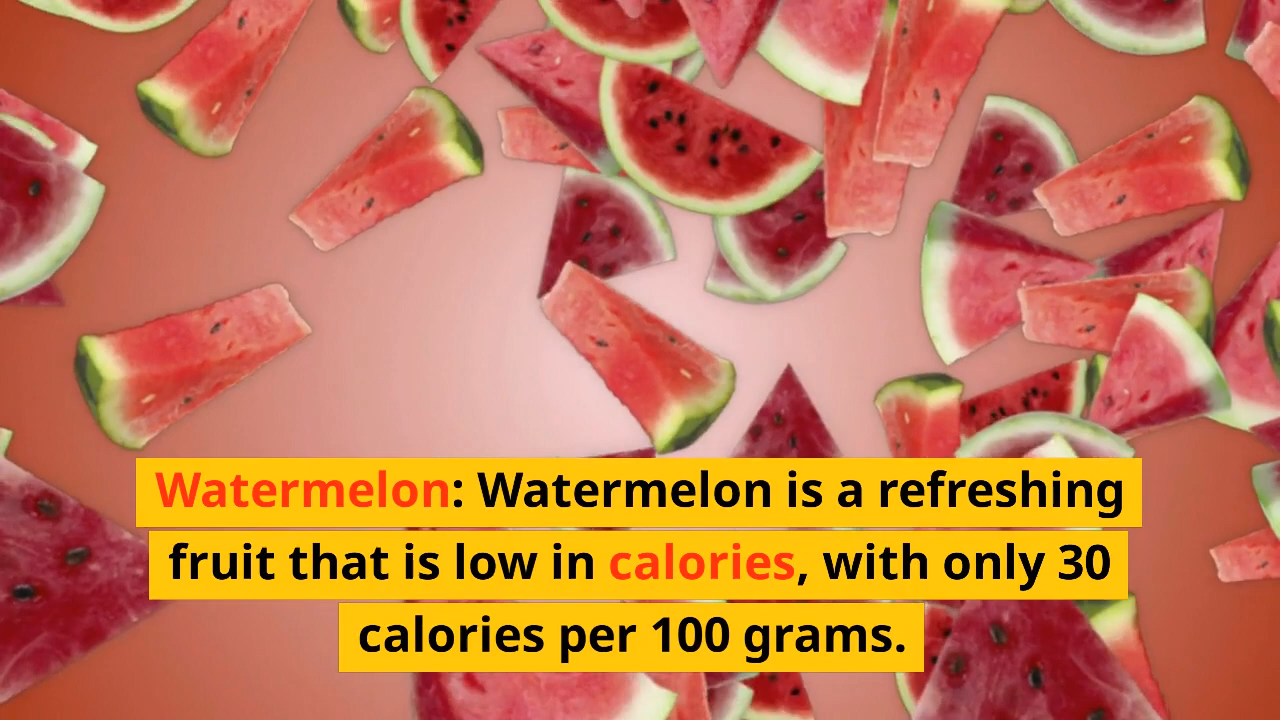 Watermelon: Watermelon is a refreshing
fruit that is low in calories, with only 30
calories per 100 grams.